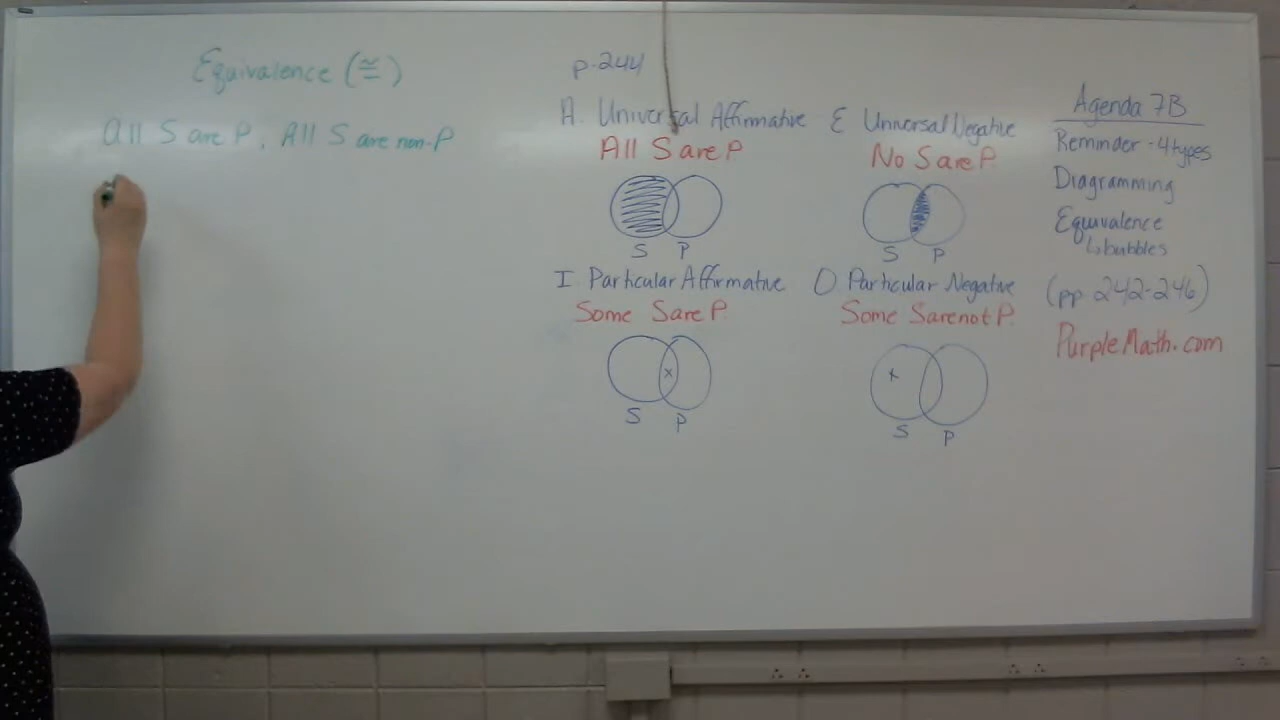 Equivalence (≅)
All S are P, All S are non-P
p.244
A. Universal Affirmative
All S are P
S P
E Universal Negative
No S are P.
S P
I Particular Affirmative
Some S are P.
x
S P
O Particular Negative
Some S are not P.
x
S P
Agenda 7B
Reminder - 4 types
Diagramming
Equivalence
↳ bubbles
(pp 242-246)
PurpleMath.com